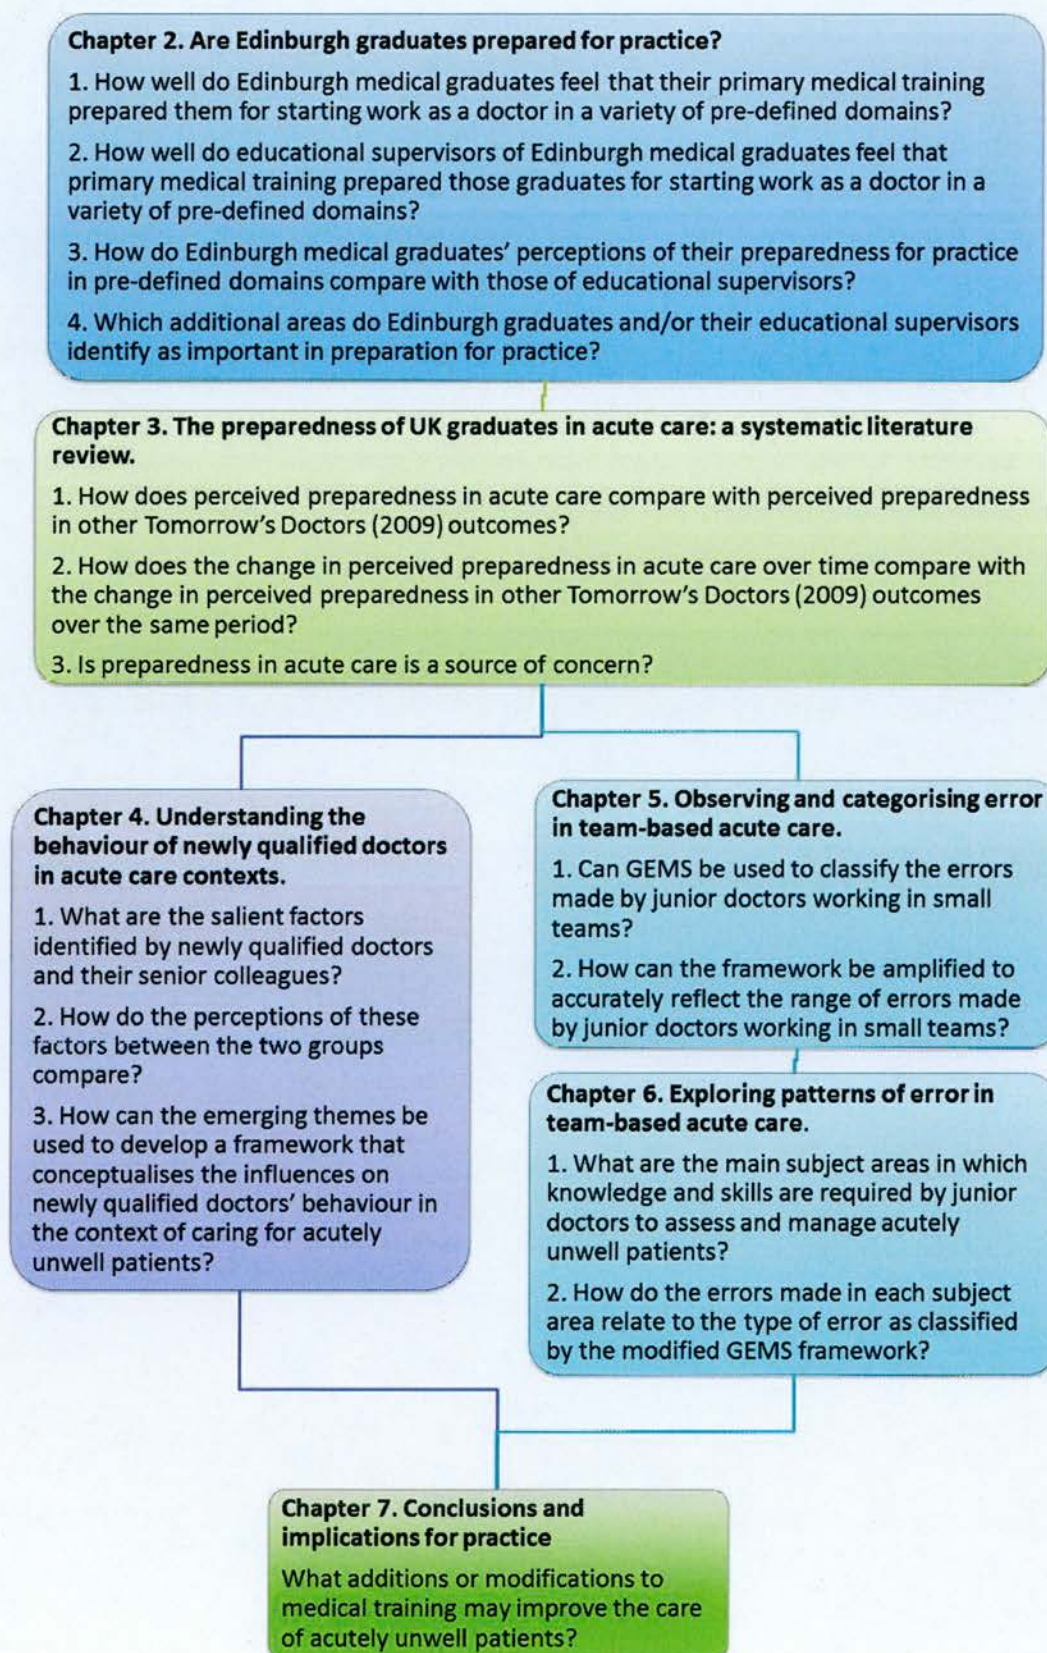 Chapter 2. Are Edinburgh graduates prepared for practice?
1. How well do Edinburgh medical graduates feel that their primary medical training
prepared them for starting work as a doctor in a variety of pre-defined domains?
2. How well do educational supervisors of Edinburgh medical graduates feel that
primary medical training prepared those graduates for starting work as a doctor in a
variety of pre-defined domains?
3. How do Edinburgh medical graduates’ perceptions of their preparedness for practice
in pre-defined domains compare with those of educational supervisors?
4. Which additional areas do Edinburgh graduates and/or their educational supervisors
identify as important in preparation for practice?
Chapter 3. The preparedness of UK graduates in acute care: a systematic literature
review.
1. How does perceived preparedness in acute care compare with perceived preparedness
in other Tomorrow’s Doctors (2009) outcomes?
2. How does the change in perceived preparedness in acute care over time compare with
the change in perceived preparedness in other Tomorrow’s Doctors (2009) outcomes
over the same period?
3. Is preparedness in acute care is a source of concern?
Chapter 4. Understanding the
behaviour of newly qualified doctors
in acute care contexts.
1. What are the salient factors
identified by newly qualified doctors
and their senior colleagues?
2. How do the perceptions of these
factors between the two groups
compare?
3. How can the emerging themes be
used to develop a framework that
conceptualises the influences on
newly qualified doctors’ behaviour in
the context of caring for acutely
unwell patients?
Chapter 5. Observing and categorising error
in team-based acute care.
1. Can GEMS be used to classify the errors
made by junior doctors working in small
teams?
2. How can the framework be amplified to
accurately reflect the range of errors made
by junior doctors working in small teams?
Chapter 6. Exploring patterns of error in
team-based acute care.
1. What are the main subject areas in which
knowledge and skills are required by junior
doctors to assess and manage acutely
unwell patients?
2. How do the errors made in each subject
area relate to the type of error as classified
by the modified GEMS framework?
Chapter 7. Conclusions and
implications for practice
What additions or modifications to
medical training may improve the care
of acutely unwell patients?